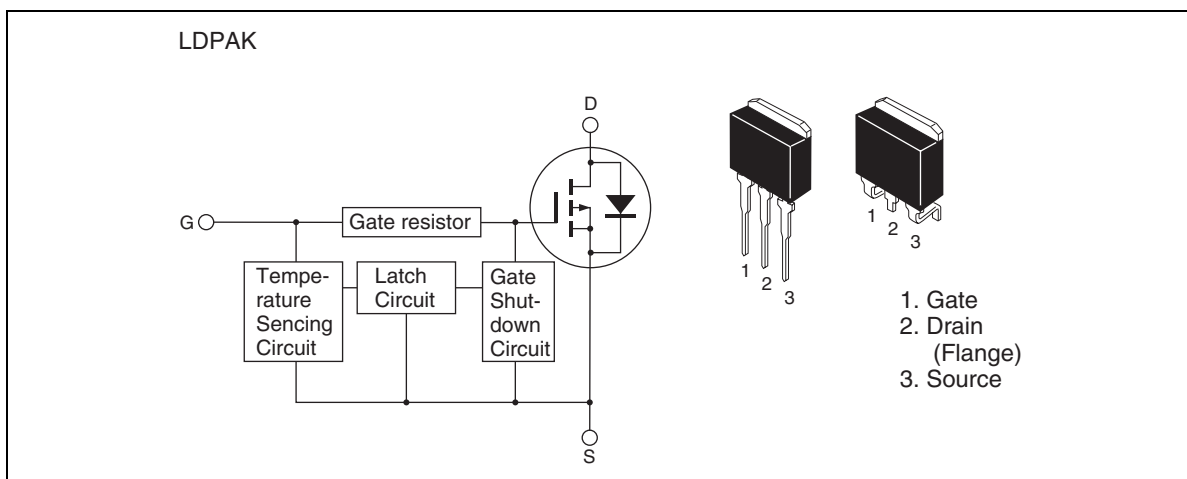 LDPAK
D
G
Gate resistor
Tempe-
rature
Sencing
Circuit
Latch
Circuit
Gate
Shut-
down
Circuit
S
1
2
3
1
2
3
1. Gate
2. Drain
(Flange)
3. Source